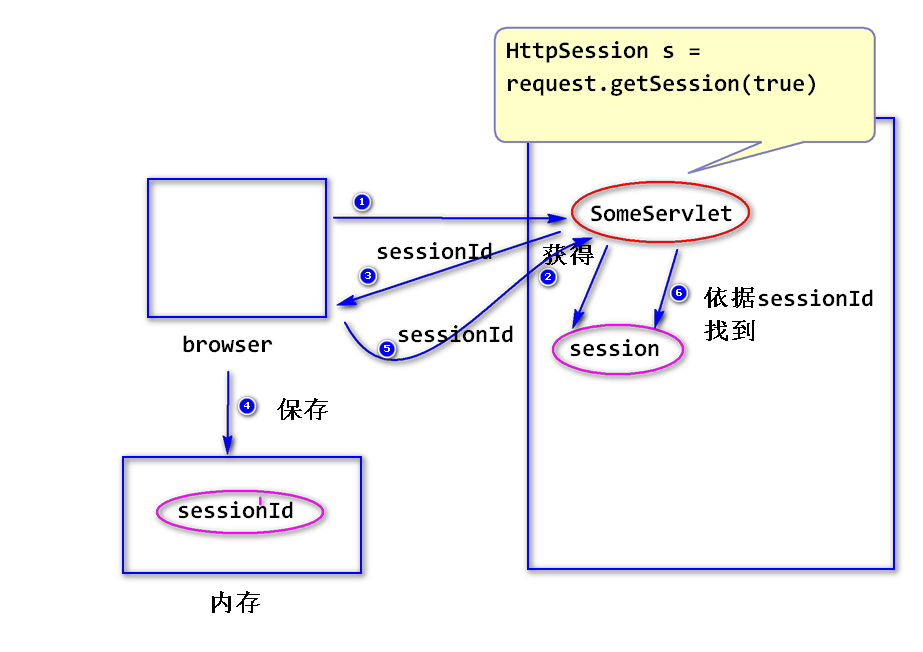 HttpSession s =
request.getSession(true)
1
SomeServlet
sessionId
获得
3
2
6
依据sessionId
找到
sessionId
5
session
browser
4
保存
sessionId
内存